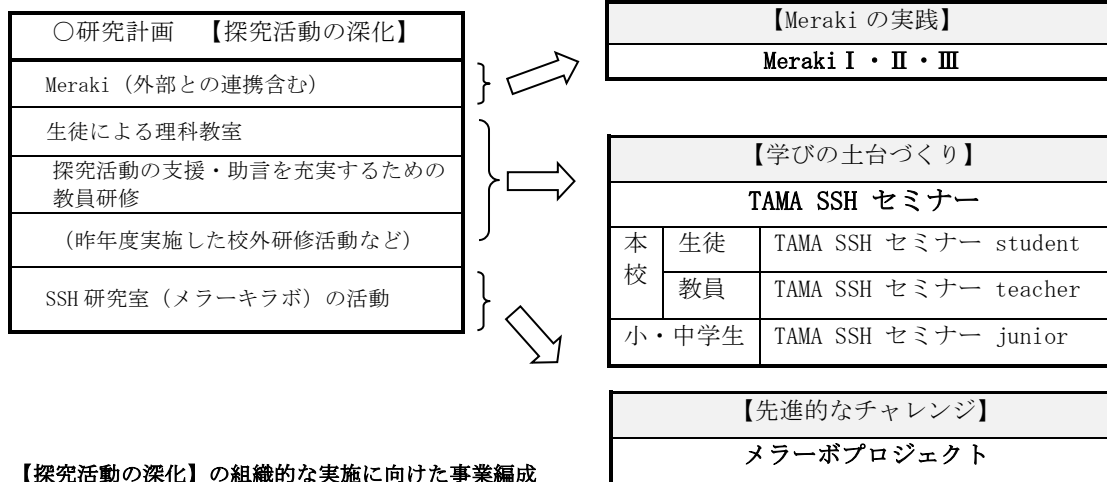 ○研究計画　【探究活動の深化】
Meraki（外部との連携含む）
生徒による理科教室
探究活動の支援・助言を充実するための
教員研修
（昨年度実施した校外研修活動など）
SSH 研究室（メラーキラボ）の活動
【Meraki の実践】
Meraki Ⅰ・Ⅱ・Ⅲ
【学びの土台づくり】
TAMA SSH セミナー
本校　生徒　TAMA SSH セミナー student
教員　TAMA SSH セミナー teacher
小・中学生　TAMA SSH セミナー junior
【先進的なチャレンジ】
メラーボプロジェクト
【探究活動の深化】の組織的な実施に向けた事業編成